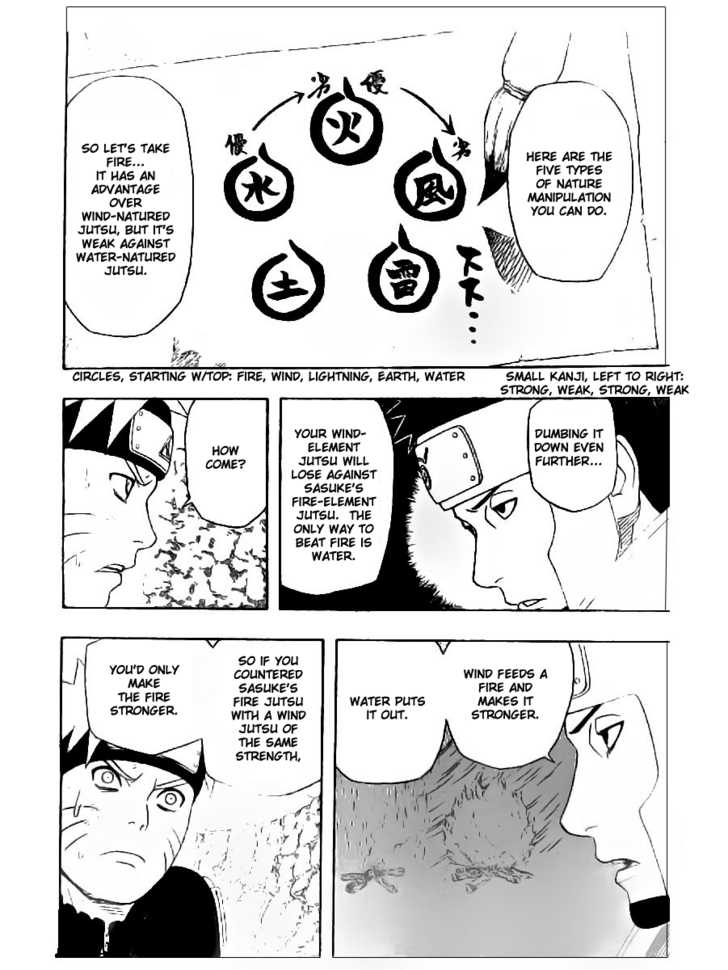 HERE ARE THE
FIVE TYPES
OF NATURE
MANIPULATION
YOU CAN DO.
劣 優
火
優
水
劣
風
土
雷
下
下・・・
SO LET'S TAKE
FIRE...
IT HAS AN
ADVANTAGE
OVER
WIND-NATURED
JUTSU, BUT IT'S
WEAK AGAINST
WATER-NATURED
JUTSU.
CIRCLES, STARTING W/TOP: FIRE, WIND, LIGHTNING, EARTH, WATER
SMALL KANJI, LEFT TO RIGHT:
STRONG, WEAK, STRONG, WEAK
DUMBING IT
DOWN EVEN
FURTHER...
YOUR WIND-
ELEMENT
JUTSU WILL
LOSE AGAINST
SASUKE'S
FIRE-ELEMENT
JUTSU. THE
ONLY WAY TO
BEAT FIRE IS
WATER.
HOW
COME?
WIND FEEDS A
FIRE AND
MAKES IT
STRONGER.
WATER PUTS
IT OUT.
SO IF YOU
COUNTERED
SASUKE'S
FIRE JUTSU
WITH A WIND
JUTSU OF
THE SAME
STRENGTH,
YOU'D ONLY
MAKE
THE FIRE
STRONGER.